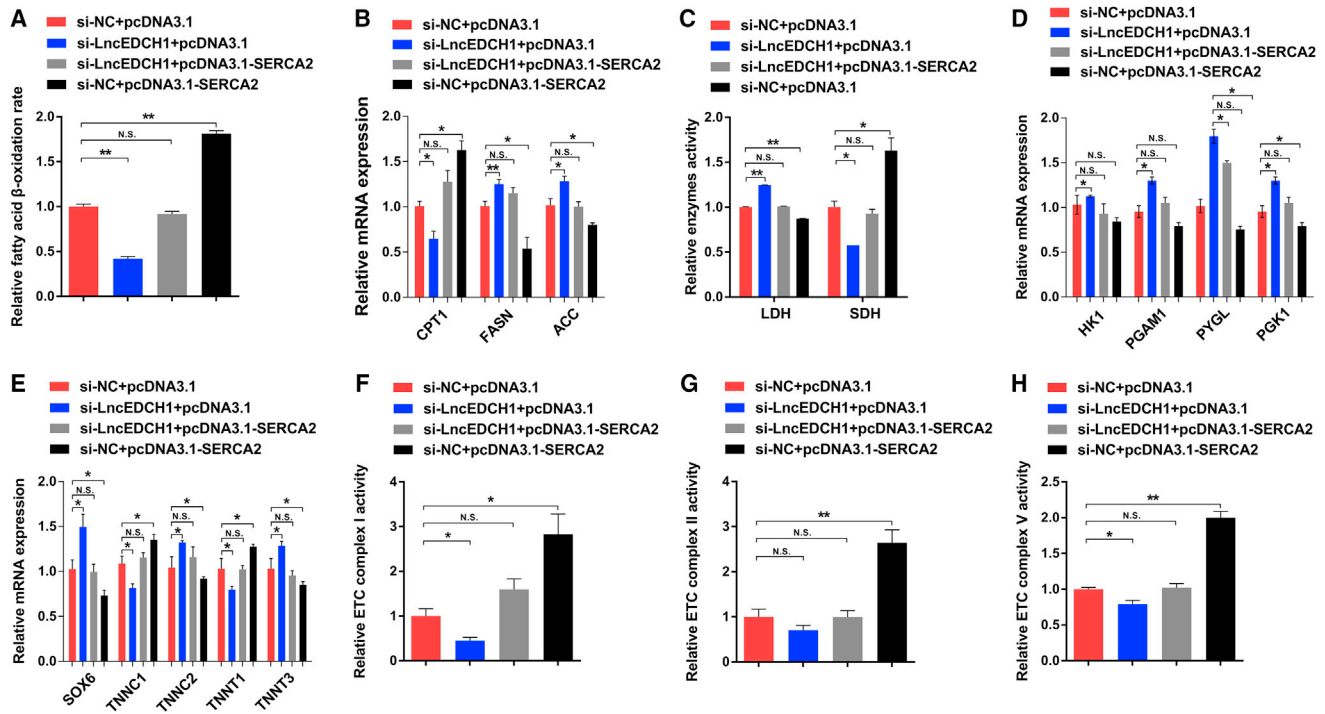 A
si-NC+pcDNA3.1
si-LncEDCH1+pcDNA3.1
si-LncEDCH1+pcDNA3.1-SERCA2
si-NC+pcDNA3.1-SERCA2
Relative fatty acid β-oxidation rate
2.0
1.5
1.0
0.5
0.0
**
N.S.
**
B
si-NC+pcDNA3.1
si-LncEDCH1+pcDNA3.1
si-LncEDCH1+pcDNA3.1-SERCA2
si-NC+pcDNA3.1-SERCA2
Relative mRNA expression
2.0
1.5
1.0
0.5
0.0
* * *
N.S. N.S. N.S.
* ** *
CPT1 FASN ACC
C
si-NC+pcDNA3.1
si-LncEDCH1+pcDNA3.1
si-LncEDCH1+pcDNA3.1-SERCA2
si-NC+pcDNA3.1
Relative enzymes activity
2.0
1.5
1.0
0.5
0.0
** *
N.S. N.S.
** *
LDH SDH
D
si-NC+pcDNA3.1
si-LncEDCH1+pcDNA3.1
si-LncEDCH1+pcDNA3.1-SERCA2
si-NC+pcDNA3.1-SERCA2
Relative mRNA expression
2.0
1.5
1.0
0.5
0.0
N.S. N.S. * *
N.S. N.S. N.S. N.S.
* * * *
HK1 PGAM1 PYGL PGK1
E
si-NC+pcDNA3.1
si-LncEDCH1+pcDNA3.1
si-LncEDCH1+pcDNA3.1-SERCA2
si-NC+pcDNA3.1-SERCA2
Relative mRNA expression
2.0
1.5
1.0
0.5
0.0
* * * * *
N.S. N.S. N.S. N.S. N.S.
* * * * *
SOX6 TNNC1 TNNC2 TNNT1 TNNT3
F
si-NC+pcDNA3.1
si-LncEDCH1+pcDNA3.1
si-LncEDCH1+pcDNA3.1-SERCA2
si-NC+pcDNA3.1-SERCA2
Relative ETC complex I activity
4
3
2
1
0
*
N.S.
*
G
si-NC+pcDNA3.1
si-LncEDCH1+pcDNA3.1
si-LncEDCH1+pcDNA3.1-SERCA2
si-NC+pcDNA3.1-SERCA2
Relative ETC complex II activity
4
3
2
1
0
**
N.S.
N.S.
H
si-NC+pcDNA3.1
si-LncEDCH1+pcDNA3.1
si-LncEDCH1+pcDNA3.1-SERCA2
si-NC+pcDNA3.1-SERCA2
Relative ETC complex V activity
2.5
2.0
1.5
1.0
0.5
0.0
**
N.S.
*